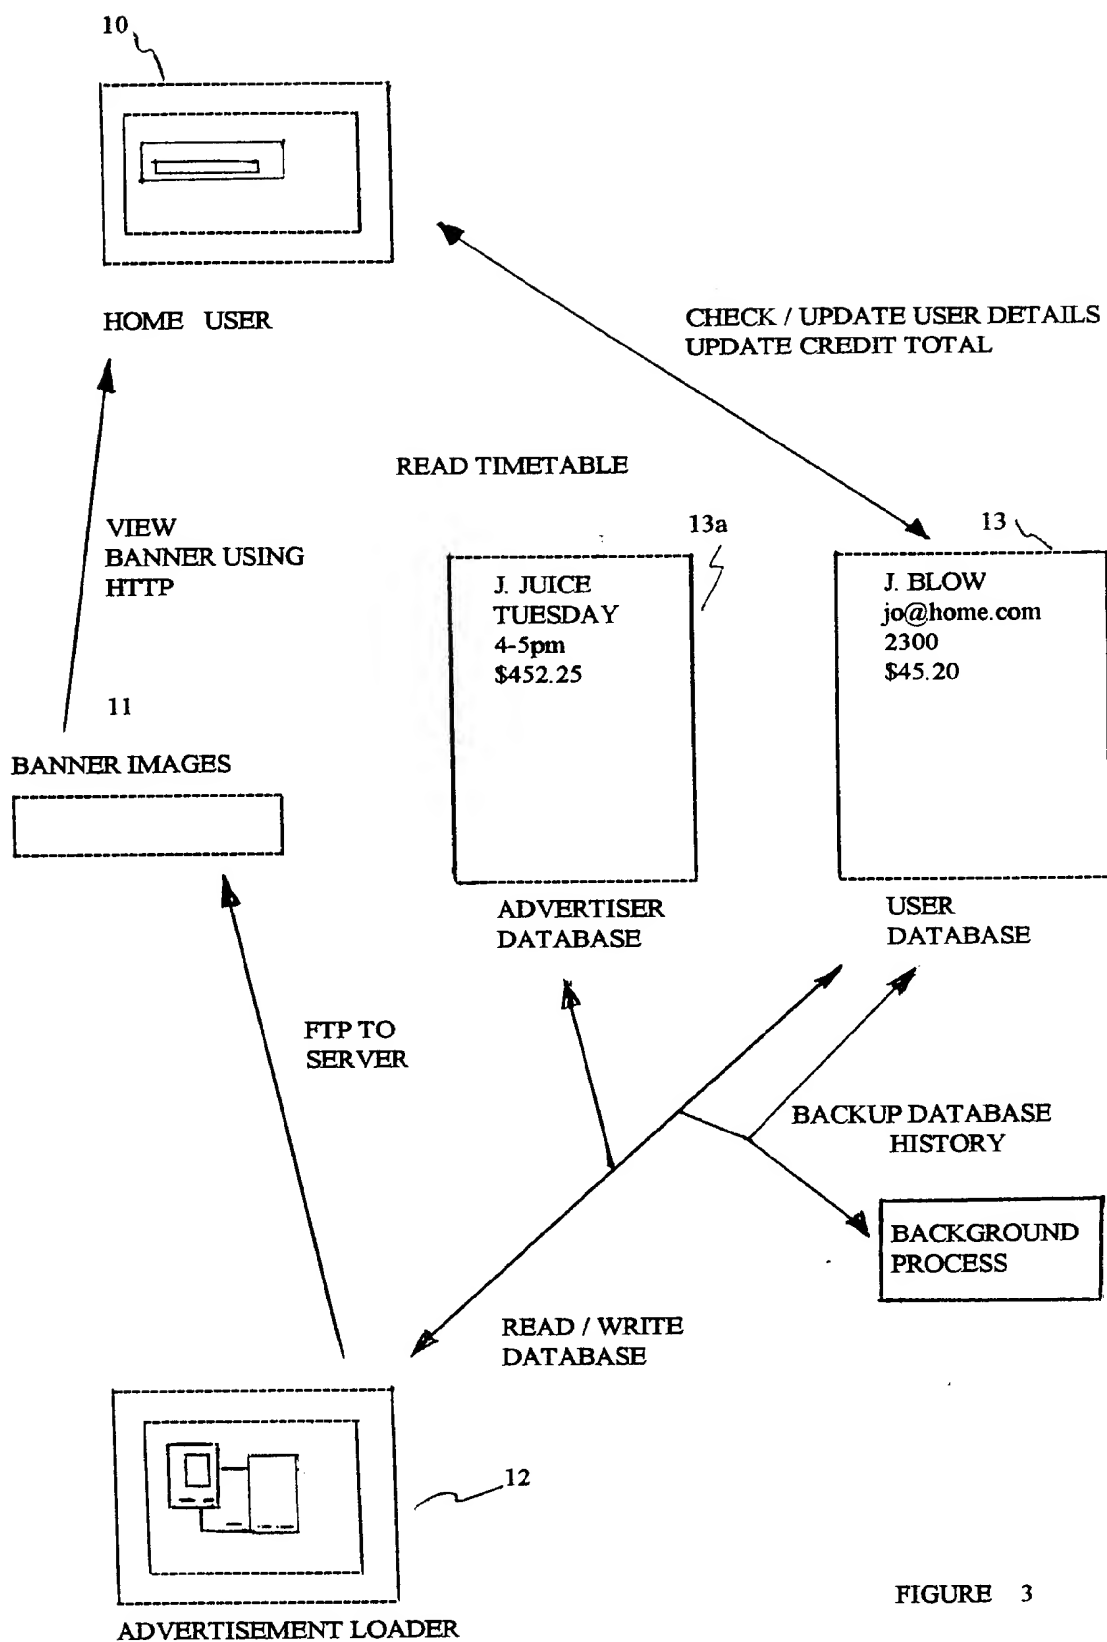 10
HOME USER
CHECK / UPDATE USER DETAILS
UPDATE CREDIT TOTAL
READ TIMETABLE
VIEW
BANNER USING
HTTP
13a
J. JUICE
TUESDAY
4-5pm
$452.25
13
J. BLOW
jo@home.com
2300
$45.20
11
BANNER IMAGES
ADVERTISER
DATABASE
USER
DATABASE
FTP TO
SERVER
BACKUP DATABASE
HISTORY
BACKGROUND
PROCESS
READ / WRITE
DATABASE
12
ADVERTISEMENT LOADER
FIGURE 3